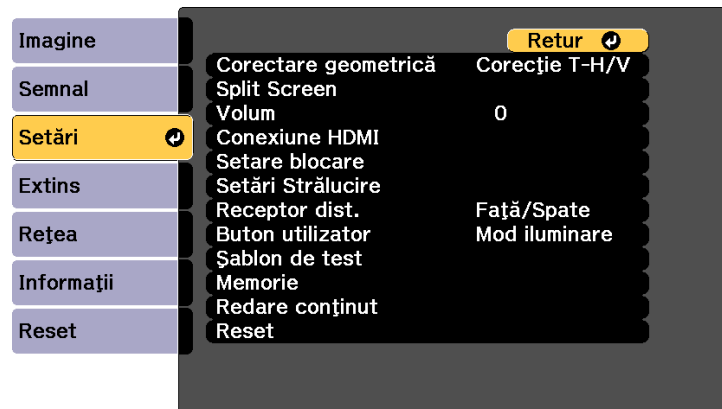 Imagine
Semnal
Setări
Extins
Reţea
Informaţii
Reset
Retur
Corectare geometrică Corecţie T-H/V
Split Screen
Volum 0
Conexiune HDMI
Setare blocare
Setări Strălucire
Receptor dist. Faţă/Spate
Buton utilizator Mod iluminare
Şablon de test
Memorie
Redare conţinut
Reset